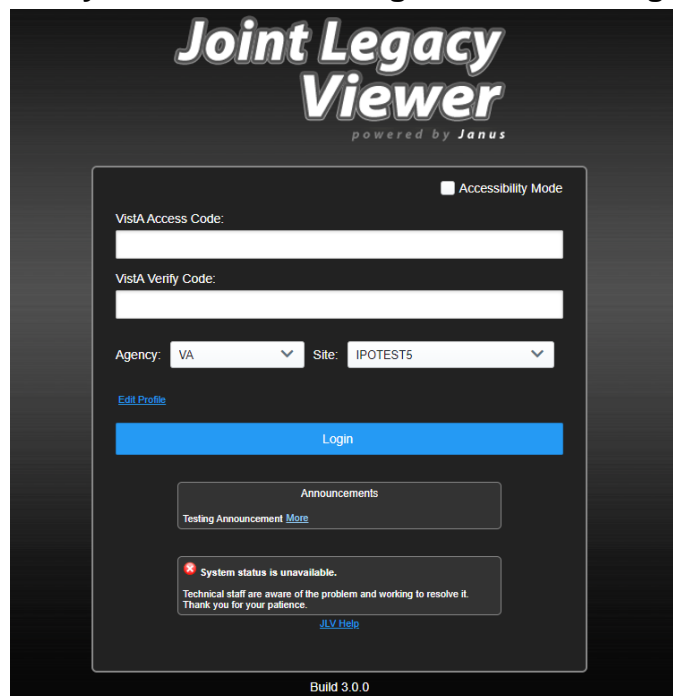 Joint Legacy
Viewer
powered by Janus
Accessibility Mode
VistA Access Code:
VistA Verify Code:
Agency: VA Site: IPOTEST5
Edit Profile
Login
Announcements
Testing Announcement More
System status is unavailable.
Technical staff are aware of the problem and working to resolve it.
Thank you for your patience.
JLV Help
Build 3.0.0